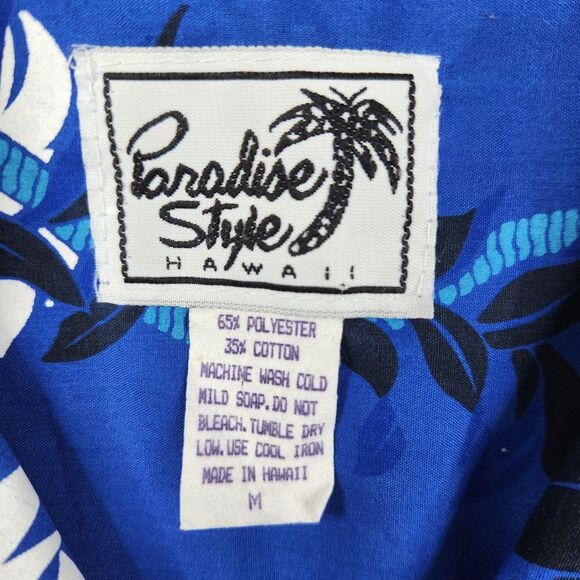 Paradise
Style
HAWAII
65% POLYESTER
35% COTTON
MACHINE WASH COLD
MILD SOAP.DO NOT
BLEACH.TUMBLE DRY
LOW.USE COOL IRON
MADE IN HAWAII
M